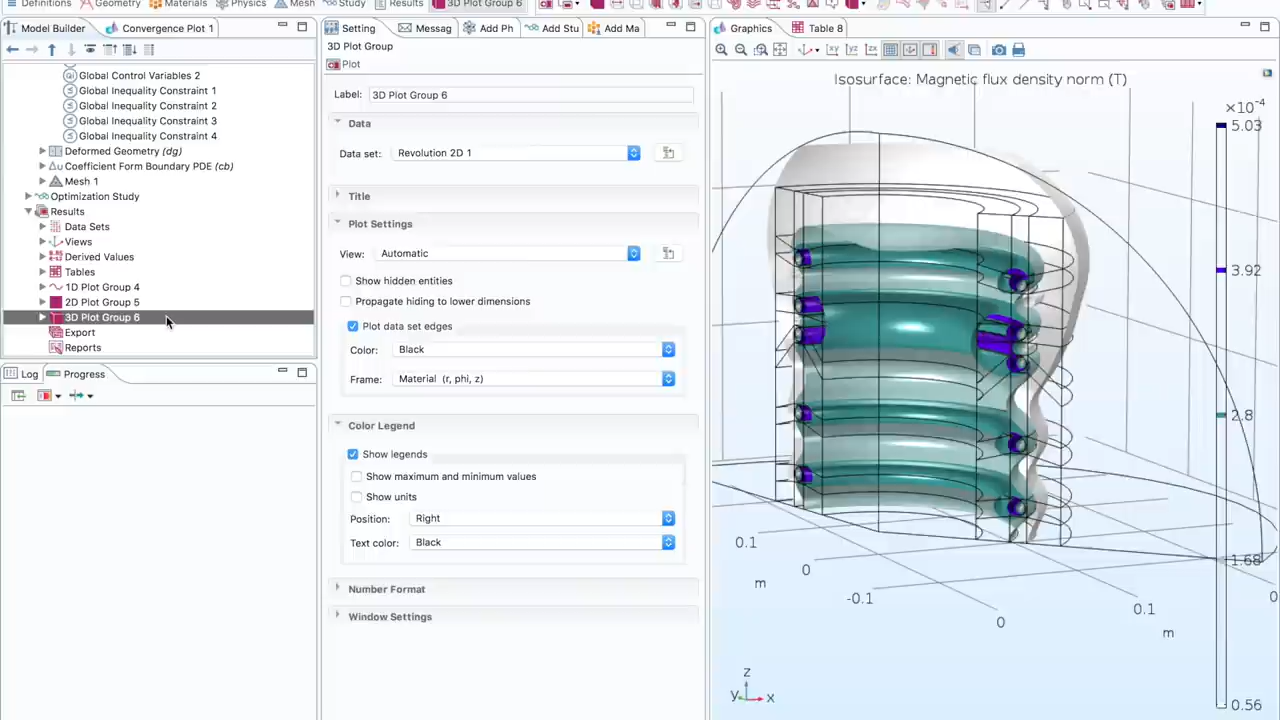 Definitions Geometry Materials Physics Mesh Study Results 3D Plot Group 6
Model Builder Convergence Plot 1
Global Control Variables 2
Global Inequality Constraint 1
Global Inequality Constraint 2
Global Inequality Constraint 3
Global Inequality Constraint 4
Deformed Geometry (dg)
Δu Coefficient Form Boundary PDE (cb)
Mesh 1
Optimization Study
Results
Data Sets
Views
Derived Values
Tables
1D Plot Group 4
2D Plot Group 5
3D Plot Group 6
Export
Reports
Log Progress
Setting Messag Add Ph Add Stu Add Ma
3D Plot Group
Plot
Label: 3D Plot Group 6
Data
Data set: Revolution 2D 1
Title
Plot Settings
View: Automatic
Show hidden entities
Propagate hiding to lower dimensions
Plot data set edges
Color: Black
Frame: Material (r, phi, z)
Color Legend
Show legends
Show maximum and minimum values
Show units
Position: Right
Text color: Black
Number Format
Window Settings
Graphics Table 8
xy yz xz
Isosurface: Magnetic flux density norm (T)
×10⁻⁴
5.03
3.92
2.8
1.68
0.56
0.1
0
m
-0.1
0
0.1
m
0
z
y x